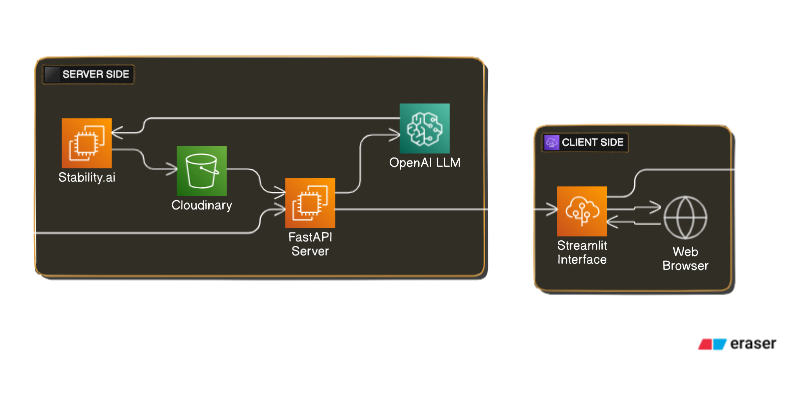 SERVER SIDE
Stability.ai
Cloudinary
OpenAI LLM
FastAPI
Server
CLIENT SIDE
Streamlit
Interface
Web
Browser
eraser